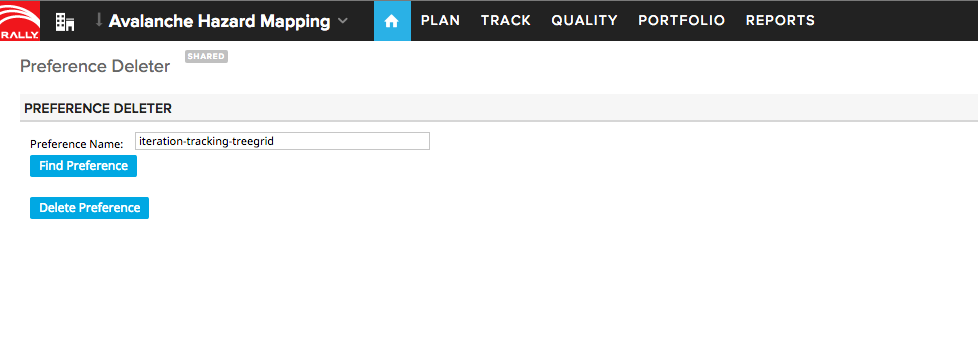 RALLY Avalanche Hazard Mapping PLAN TRACK QUALITY PORTFOLIO REPORTS
Preference Deleter SHARED
PREFERENCE DELETER
Preference Name: iteration-tracking-treegrid
Find Preference
Delete Preference